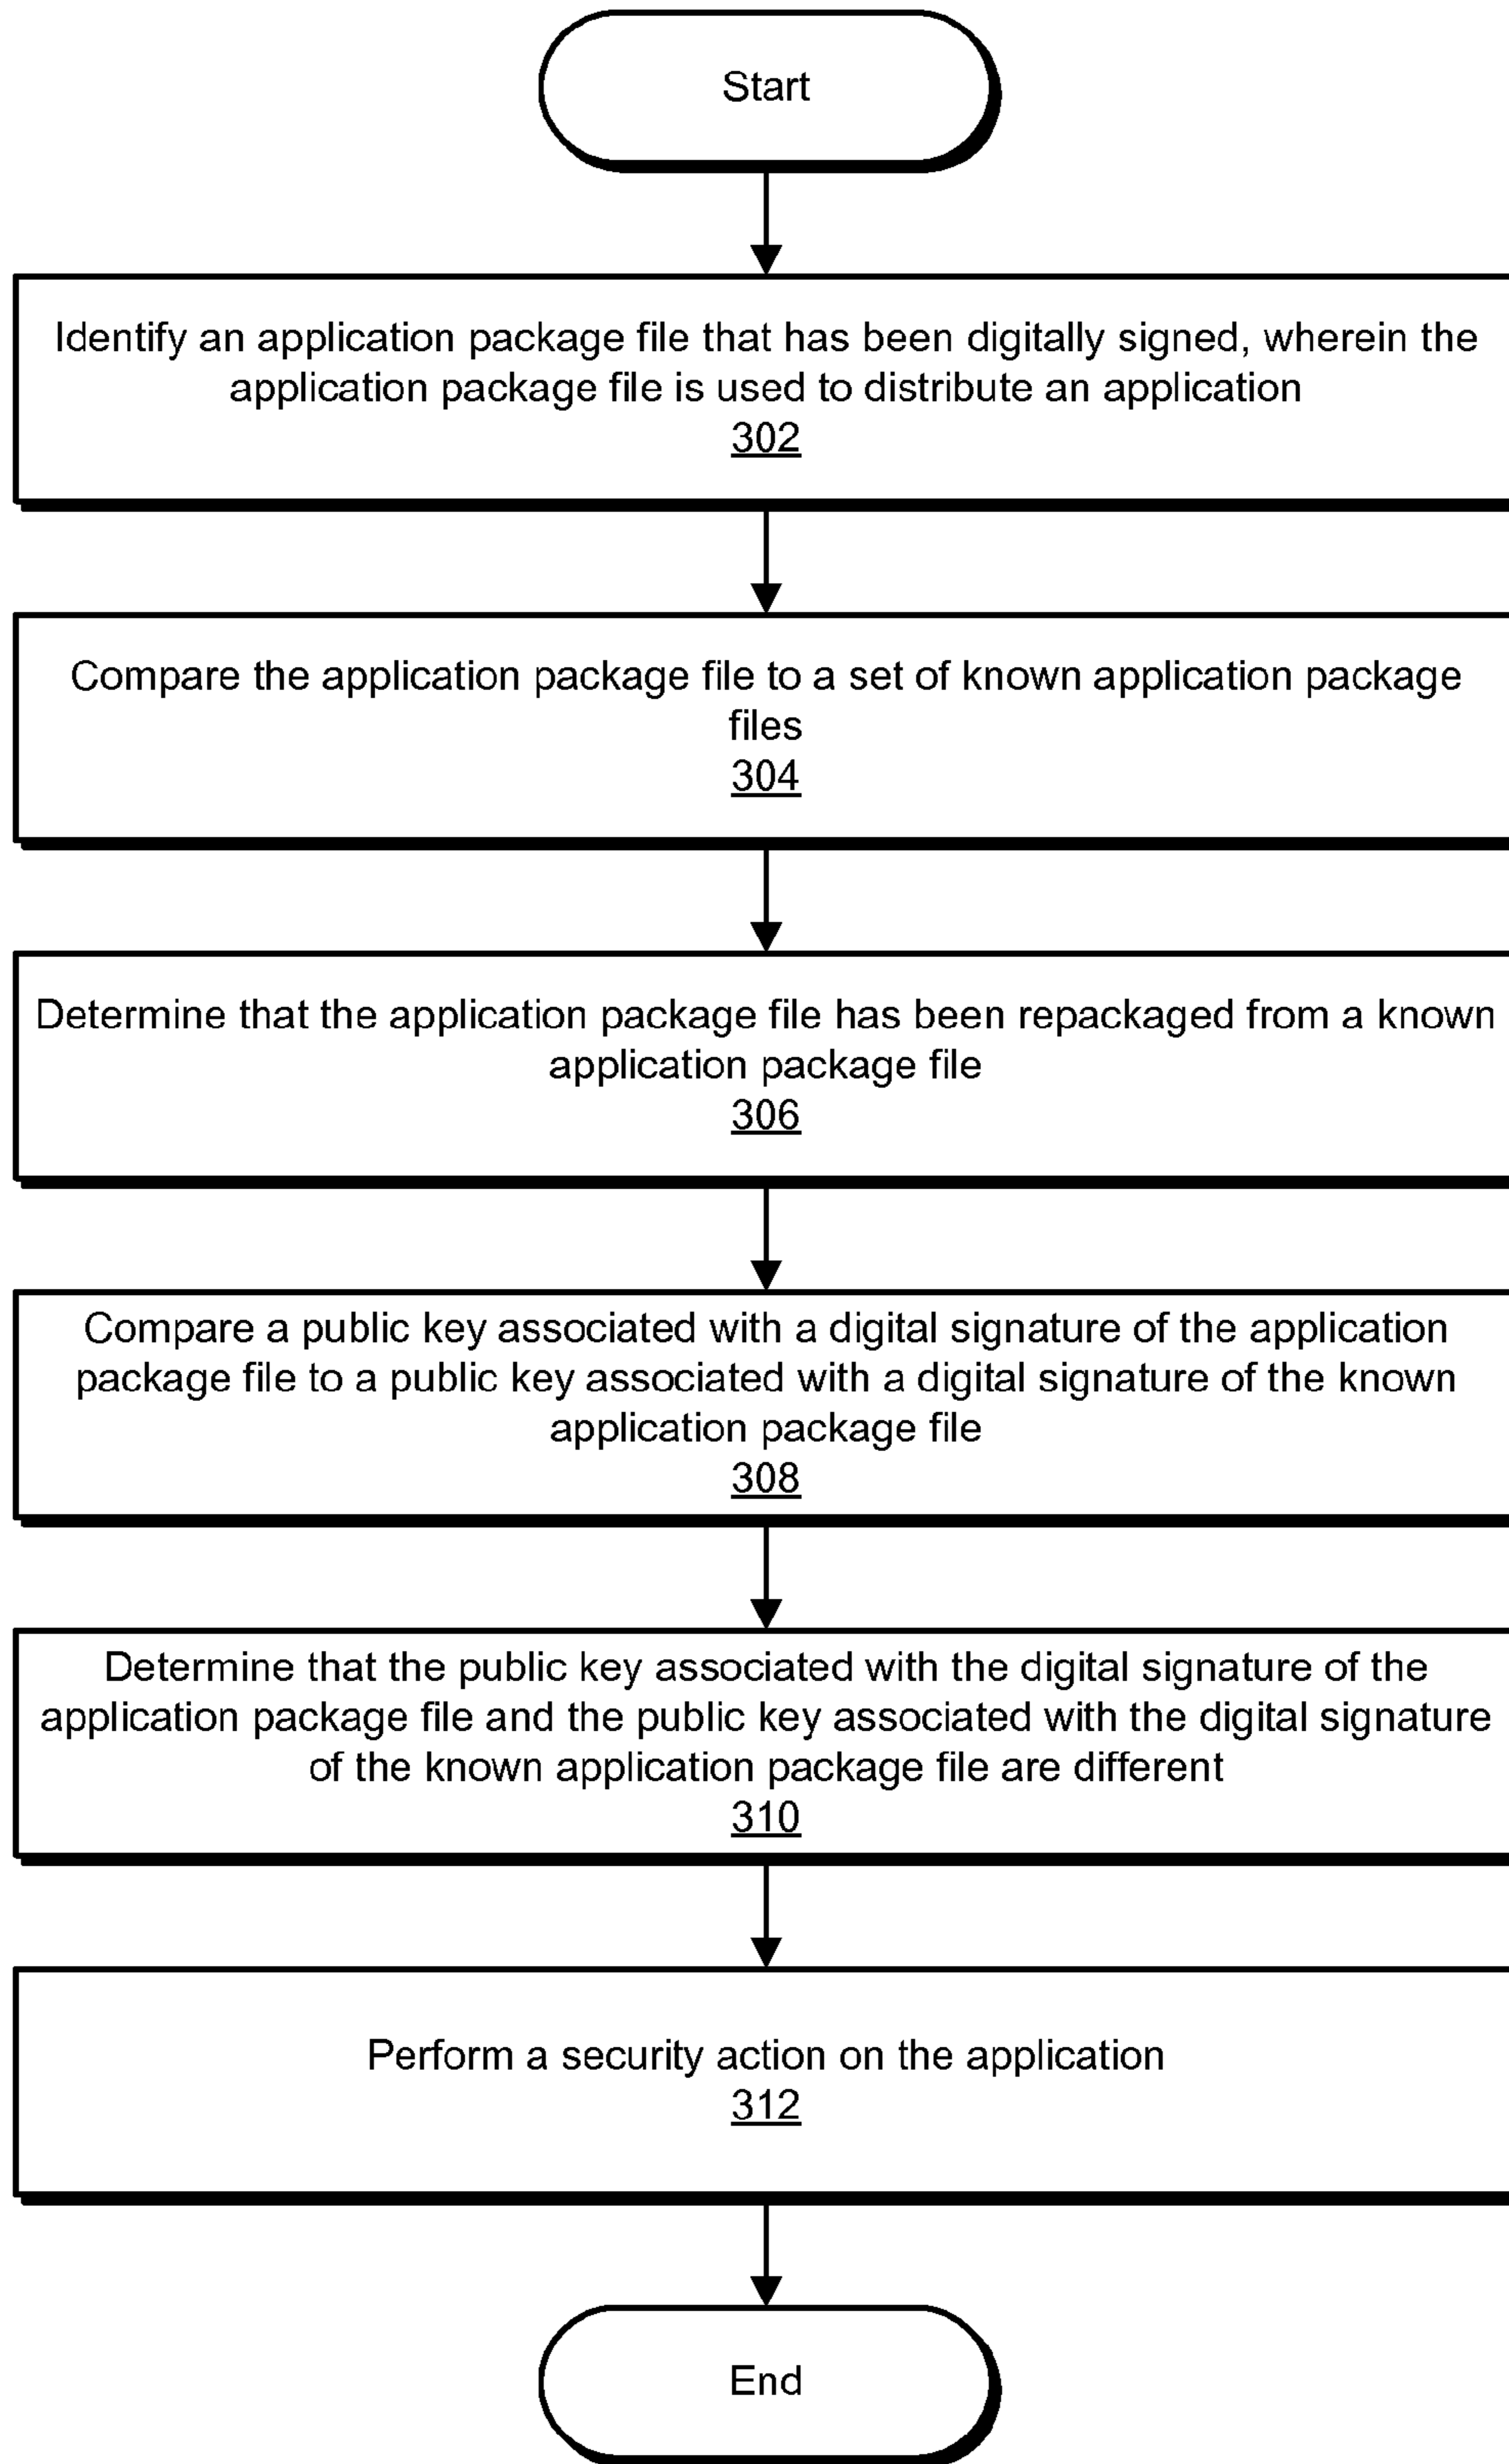 Start
Identify an application package file that has been digitally signed, wherein the
application package file is used to distribute an application
302
Compare the application package file to a set of known application package
files
304
Determine that the application package file has been repackaged from a known
application package file
306
Compare a public key associated with a digital signature of the application
package file to a public key associated with a digital signature of the known
application package file
308
Determine that the public key associated with the digital signature of the
application package file and the public key associated with the digital signature
of the known application package file are different
310
Perform a security action on the application
312
End